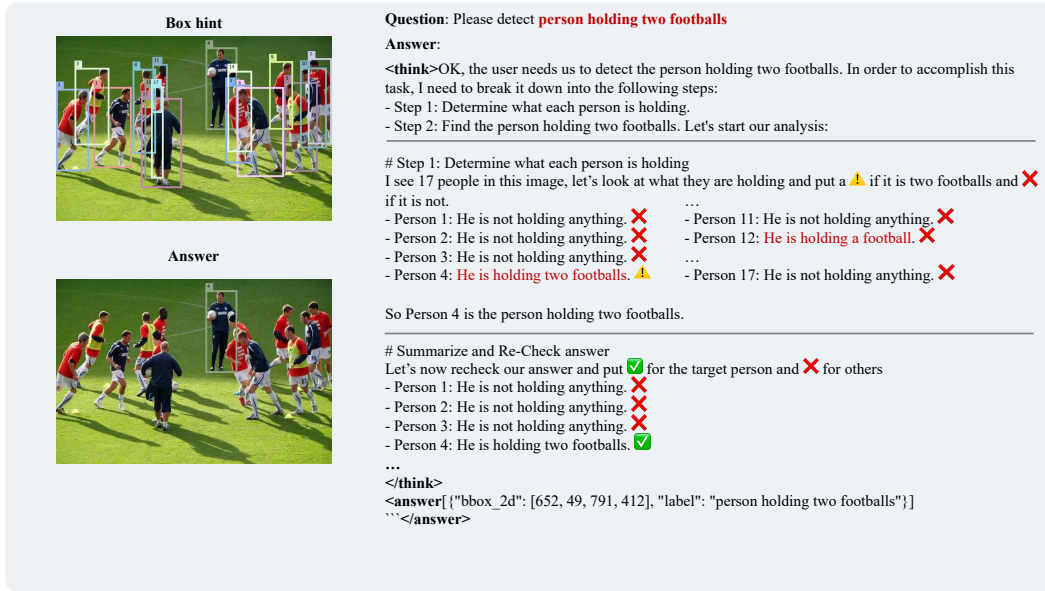 Box hint
Answer
Question: Please detect person holding two footballs
Answer:
<think>OK, the user needs us to detect the person holding two footballs. In order to accomplish this
task, I need to break it down into the following steps:
- Step 1: Determine what each person is holding.
- Step 2: Find the person holding two footballs. Let's start our analysis:
# Step 1: Determine what each person is holding
I see 17 people in this image, let's look at what they are holding and put a ⚠️ if it is two footballs and ❌
if it is not.
- Person 1: He is not holding anything. ❌
- Person 2: He is not holding anything. ❌
- Person 3: He is not holding anything. ❌
- Person 4: He is holding two footballs. ⚠️
…
- Person 11: He is not holding anything. ❌
- Person 12: He is holding a football. ❌
…
- Person 17: He is not holding anything. ❌
So Person 4 is the person holding two footballs.
# Summarize and Re-Check answer
Let's now recheck our answer and put ✅ for the target person and ❌ for others
- Person 1: He is not holding anything. ❌
- Person 2: He is not holding anything. ❌
- Person 3: He is not holding anything. ❌
- Person 4: He is holding two footballs. ✅
…
</think>
<answer[{"bbox_2d": [652, 49, 791, 412], "label": "person holding two footballs"}]
```</answer>